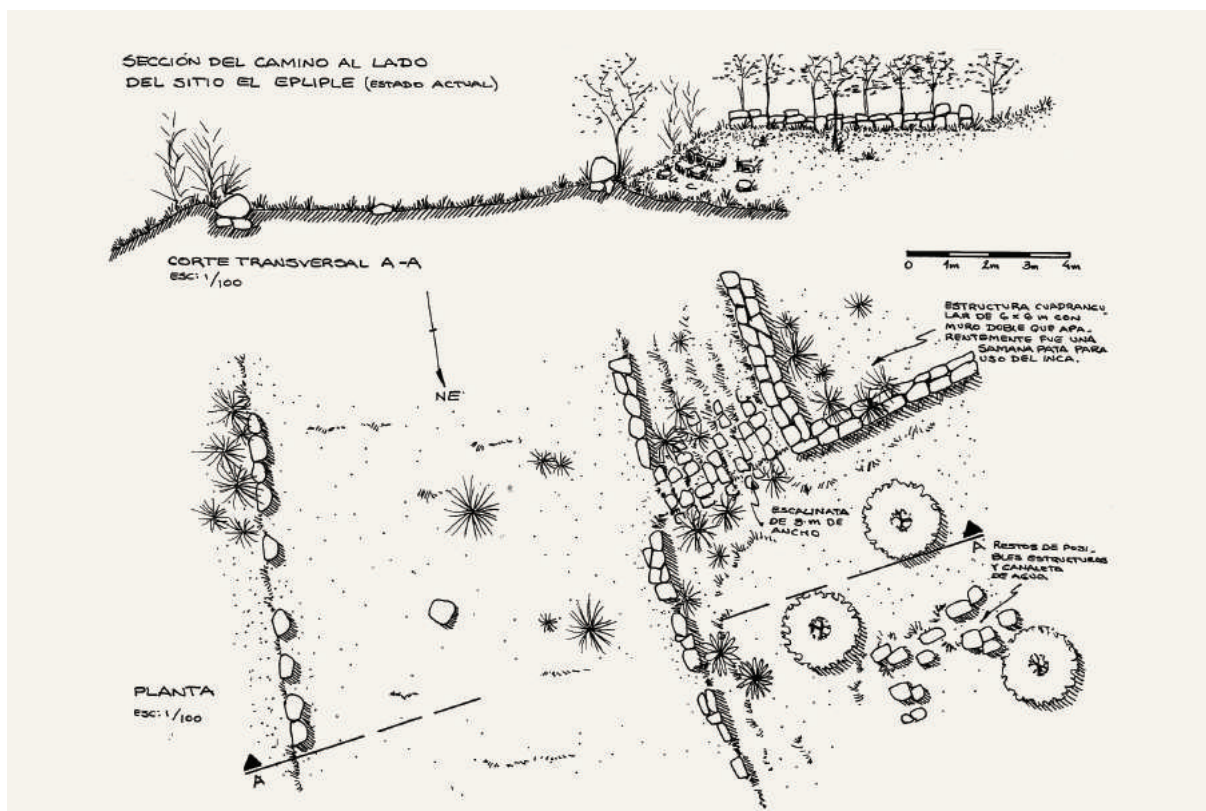 SECCIÓN DEL CAMINO AL LADO
DEL SITIO EL EPLIPLE (ESTADO ACTUAL)
CORTE TRANSVERSAL A-A
ESC: 1/100
0 1m 2m 3m 4m
ESTRUCTURA CUADRANGU-
LAR DE 6 x 6 m CON
MURO DOBLE QUE APA-
RENTEMENTE FUE UNA
SAMANA PATA PARA
USO DEL INCA.
NE
ESCALINATA
DE 3.m DE
ANCHO
A
RESTOS DE POSI-
BLES ESTRUCTURAS
Y CANALETA
DE AGUA.
PLANTA
ESC: 1/100
A